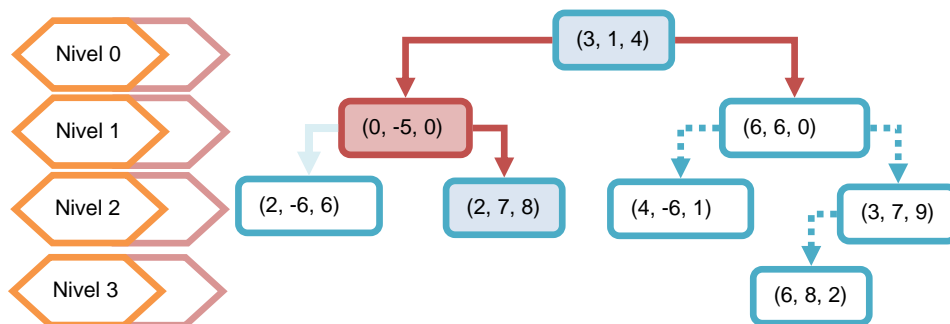 Nivel 0
(3, 1, 4)
Nivel 1
(0, -5, 0)
(6, 6, 0)
Nivel 2
(2, -6, 6)
(2, 7, 8)
(4, -6, 1)
(3, 7, 9)
Nivel 3
(6, 8, 2)